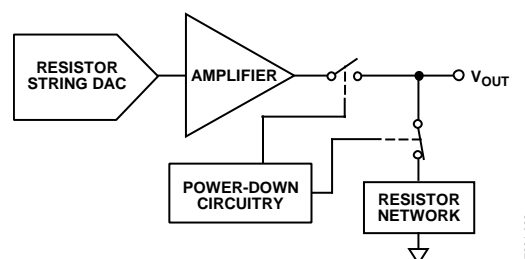 RESISTOR
STRING DAC
AMPLIFIER
VOUT
POWER-DOWN
CIRCUITRY
RESISTOR
NETWORK